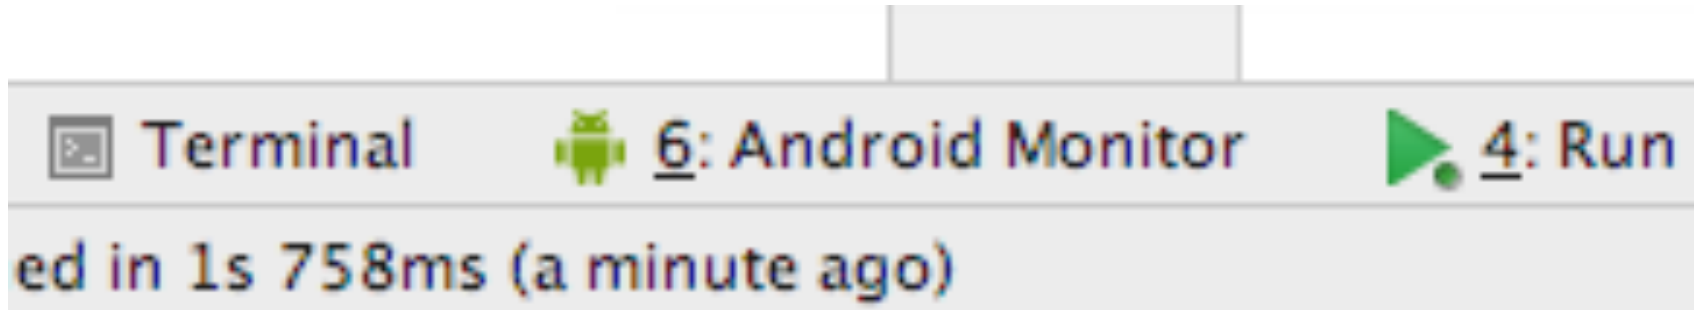 Terminal 6: Android Monitor 4: Run
ed in 1s 758ms (a minute ago)